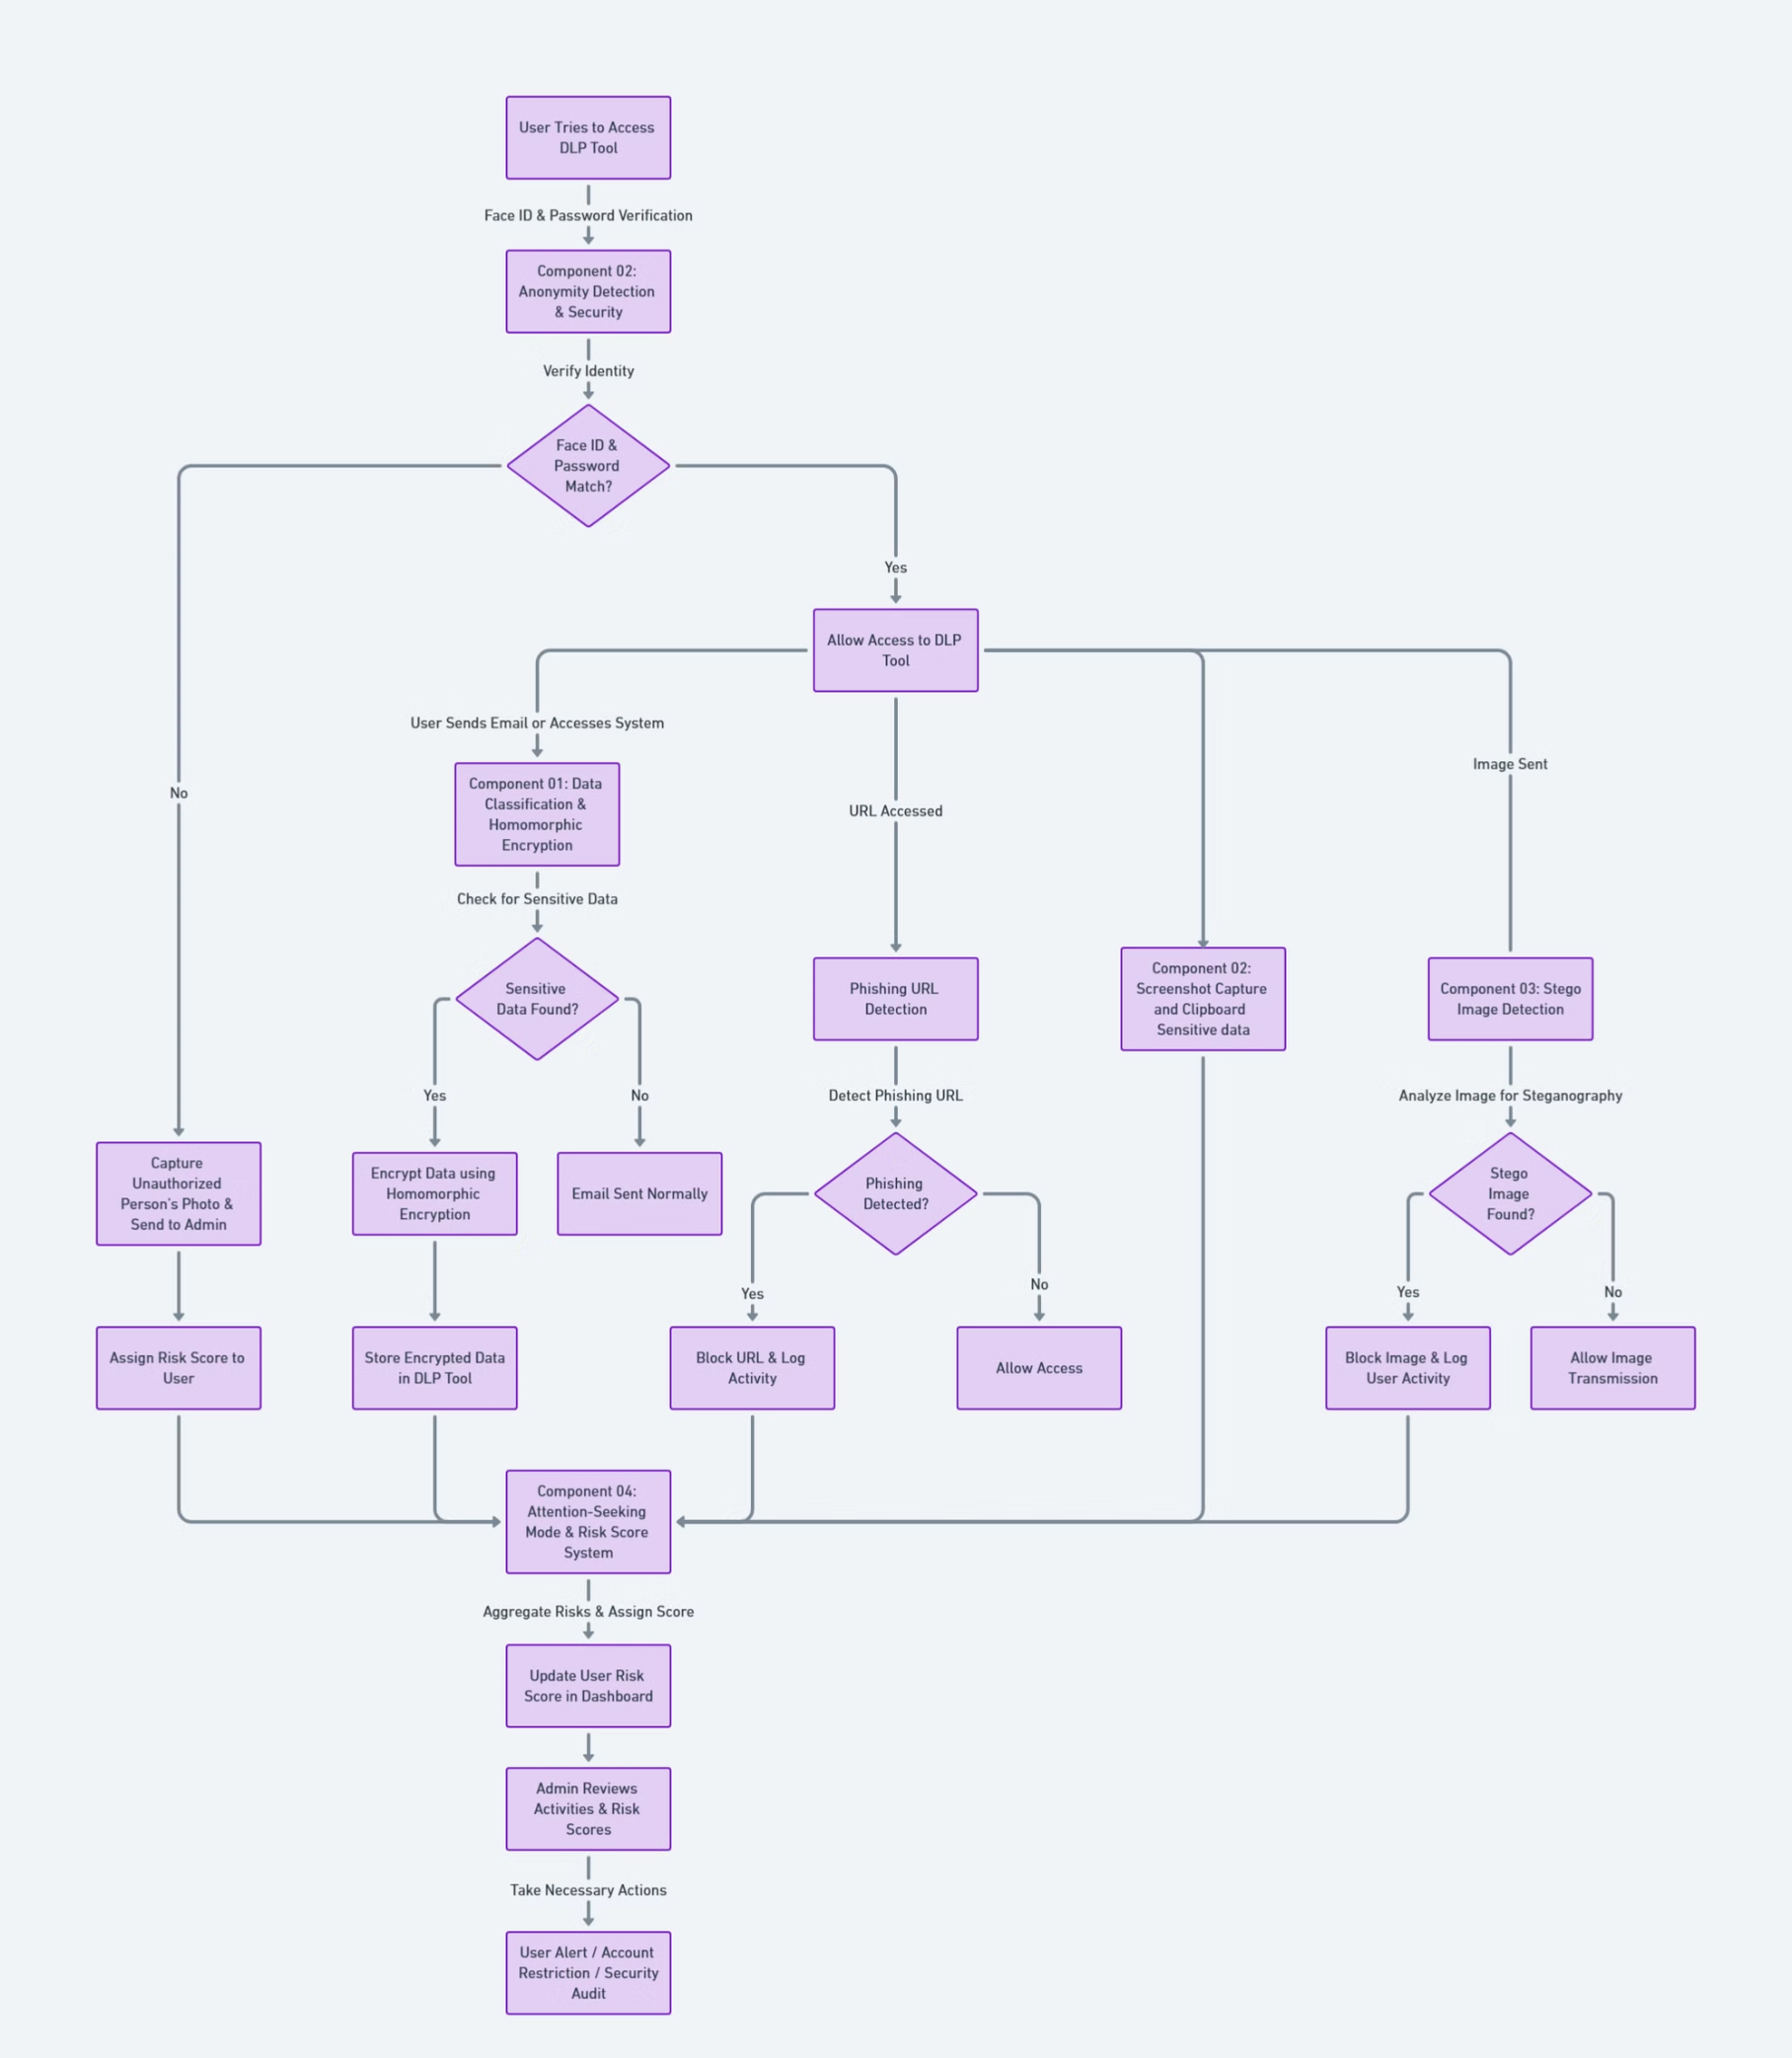 User Tries to Access
DLP Tool
Face ID & Password Verification
Component 02:
Anonymity Detection
& Security
Verify Identity
Face ID &
Password
Match?
Yes
Allow Access to DLP
Tool
User Sends Email or Accesses System
Image Sent
No
Component 01: Data
Classification &
Homomorphic
Encryption
URL Accessed
Check for Sensitive Data
Sensitive
Data Found?
Phishing URL
Detection
Component 02:
Screenshot Capture
and Clipboard
Sensitive data
Component 03: Stego
Image Detection
Yes
No
Detect Phishing URL
Analyze Image for Steganography
Capture
Unauthorized
Person's Photo &
Send to Admin
Encrypt Data using
Homomorphic
Encryption
Email Sent Normally
Phishing
Detected?
Stego
Image
Found?
Yes
No
Yes
No
Assign Risk Score to
User
Store Encrypted Data
in DLP Tool
Block URL & Log
Activity
Allow Access
Block Image & Log
User Activity
Allow Image
Transmission
Component 04:
Attention-Seeking
Mode & Risk Score
System
Aggregate Risks & Assign Score
Update User Risk
Score in Dashboard
Admin Reviews
Activities & Risk
Scores
Take Necessary Actions
User Alert / Account
Restriction / Security
Audit